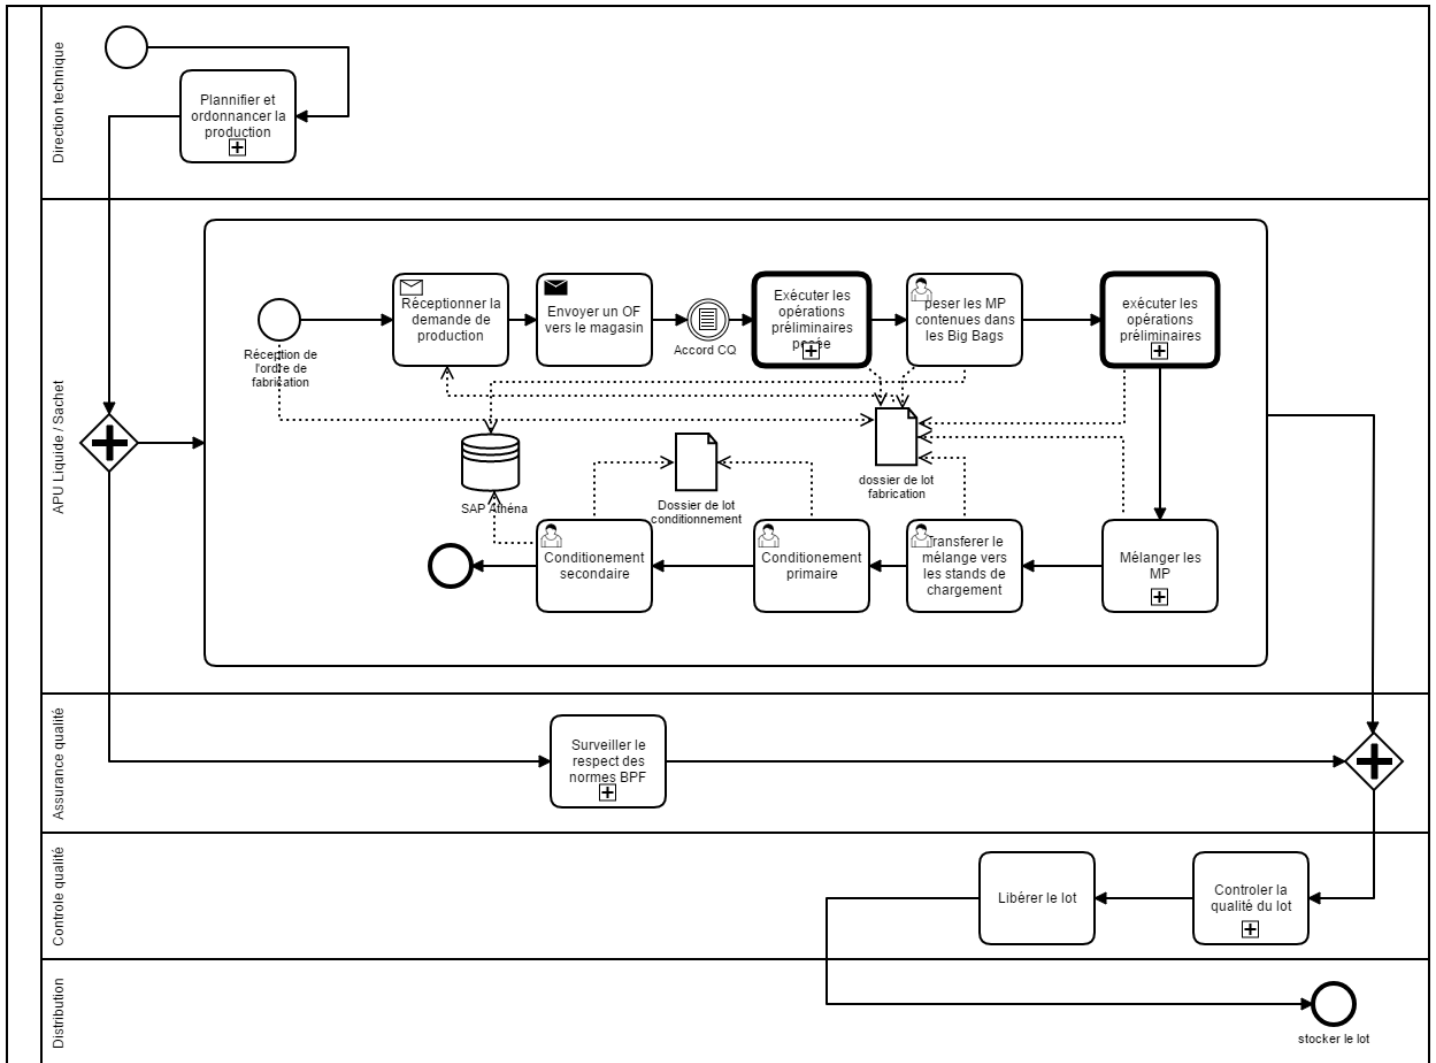 Direction technique
Plannifier et
ordonnancer la
production
APU Liquide / Sachet
Réception de
l'ordre de
fabrication
Réceptionner la
demande de
production
Envoyer un OF
vers le magasin
Accord CQ
Exécuter les
opérations
préliminaires
pesée
peser les MP
contenues dans
les Big Bags
exécuter les
opérations
préliminaires
SAP Athéna
Dossier de lot
conditionnement
dossier de lot
fabrication
Conditionement
secondaire
Conditionement
primaire
Transferer le
mélange vers
les stands de
chargement
Mélanger les
MP
Assurance qualité
Surveiller le
respect des
normes BPF
Controle qualité
Libérer le lot
Controler la
qualité du lot
Distribution
stocker le lot